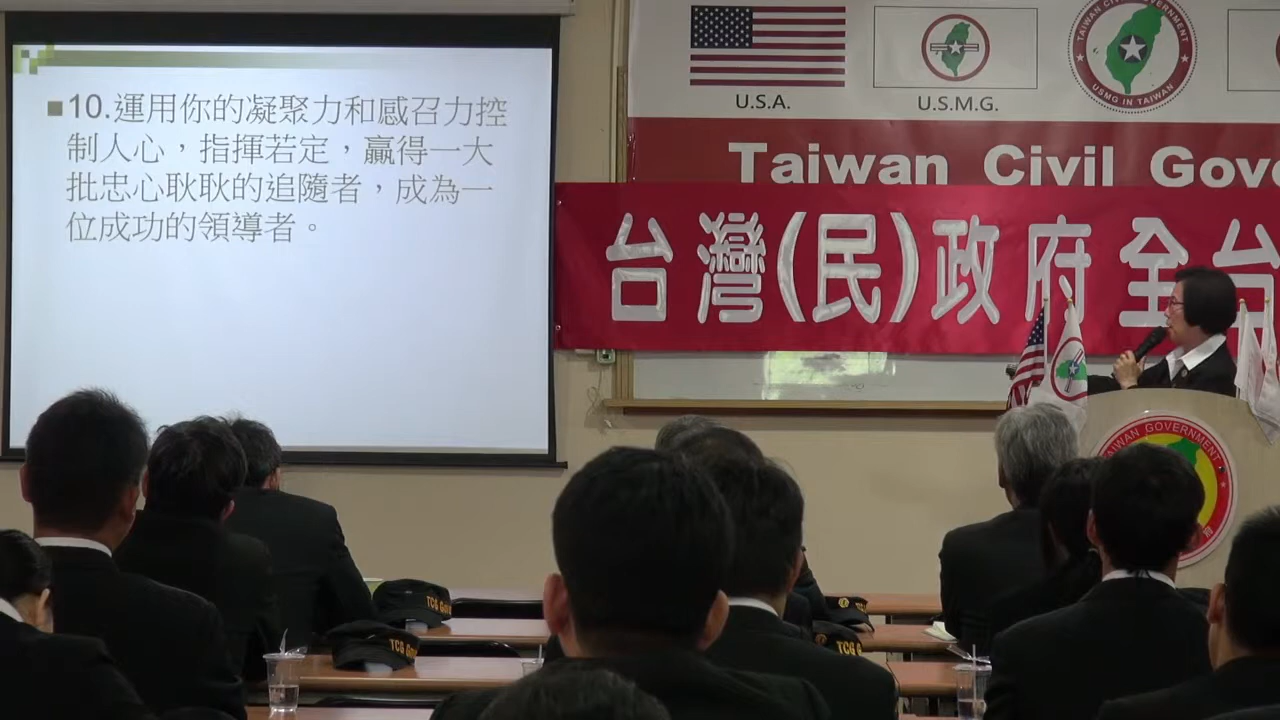 10.運用你的凝聚力和感召力控
制人心，指揮若定，贏得一大
批忠心耿耿的追隨者，成為一
位成功的領導者。
U.S.A.
U.S.M.G.
TAIWAN CIVIL GOVERNMENT
USMG IN TAIWAN
Taiwan Civil Gove
台灣(民)政府全台
TAIWAN GOVERNMENT
府
TCG Gov
TCG Gov
TCG